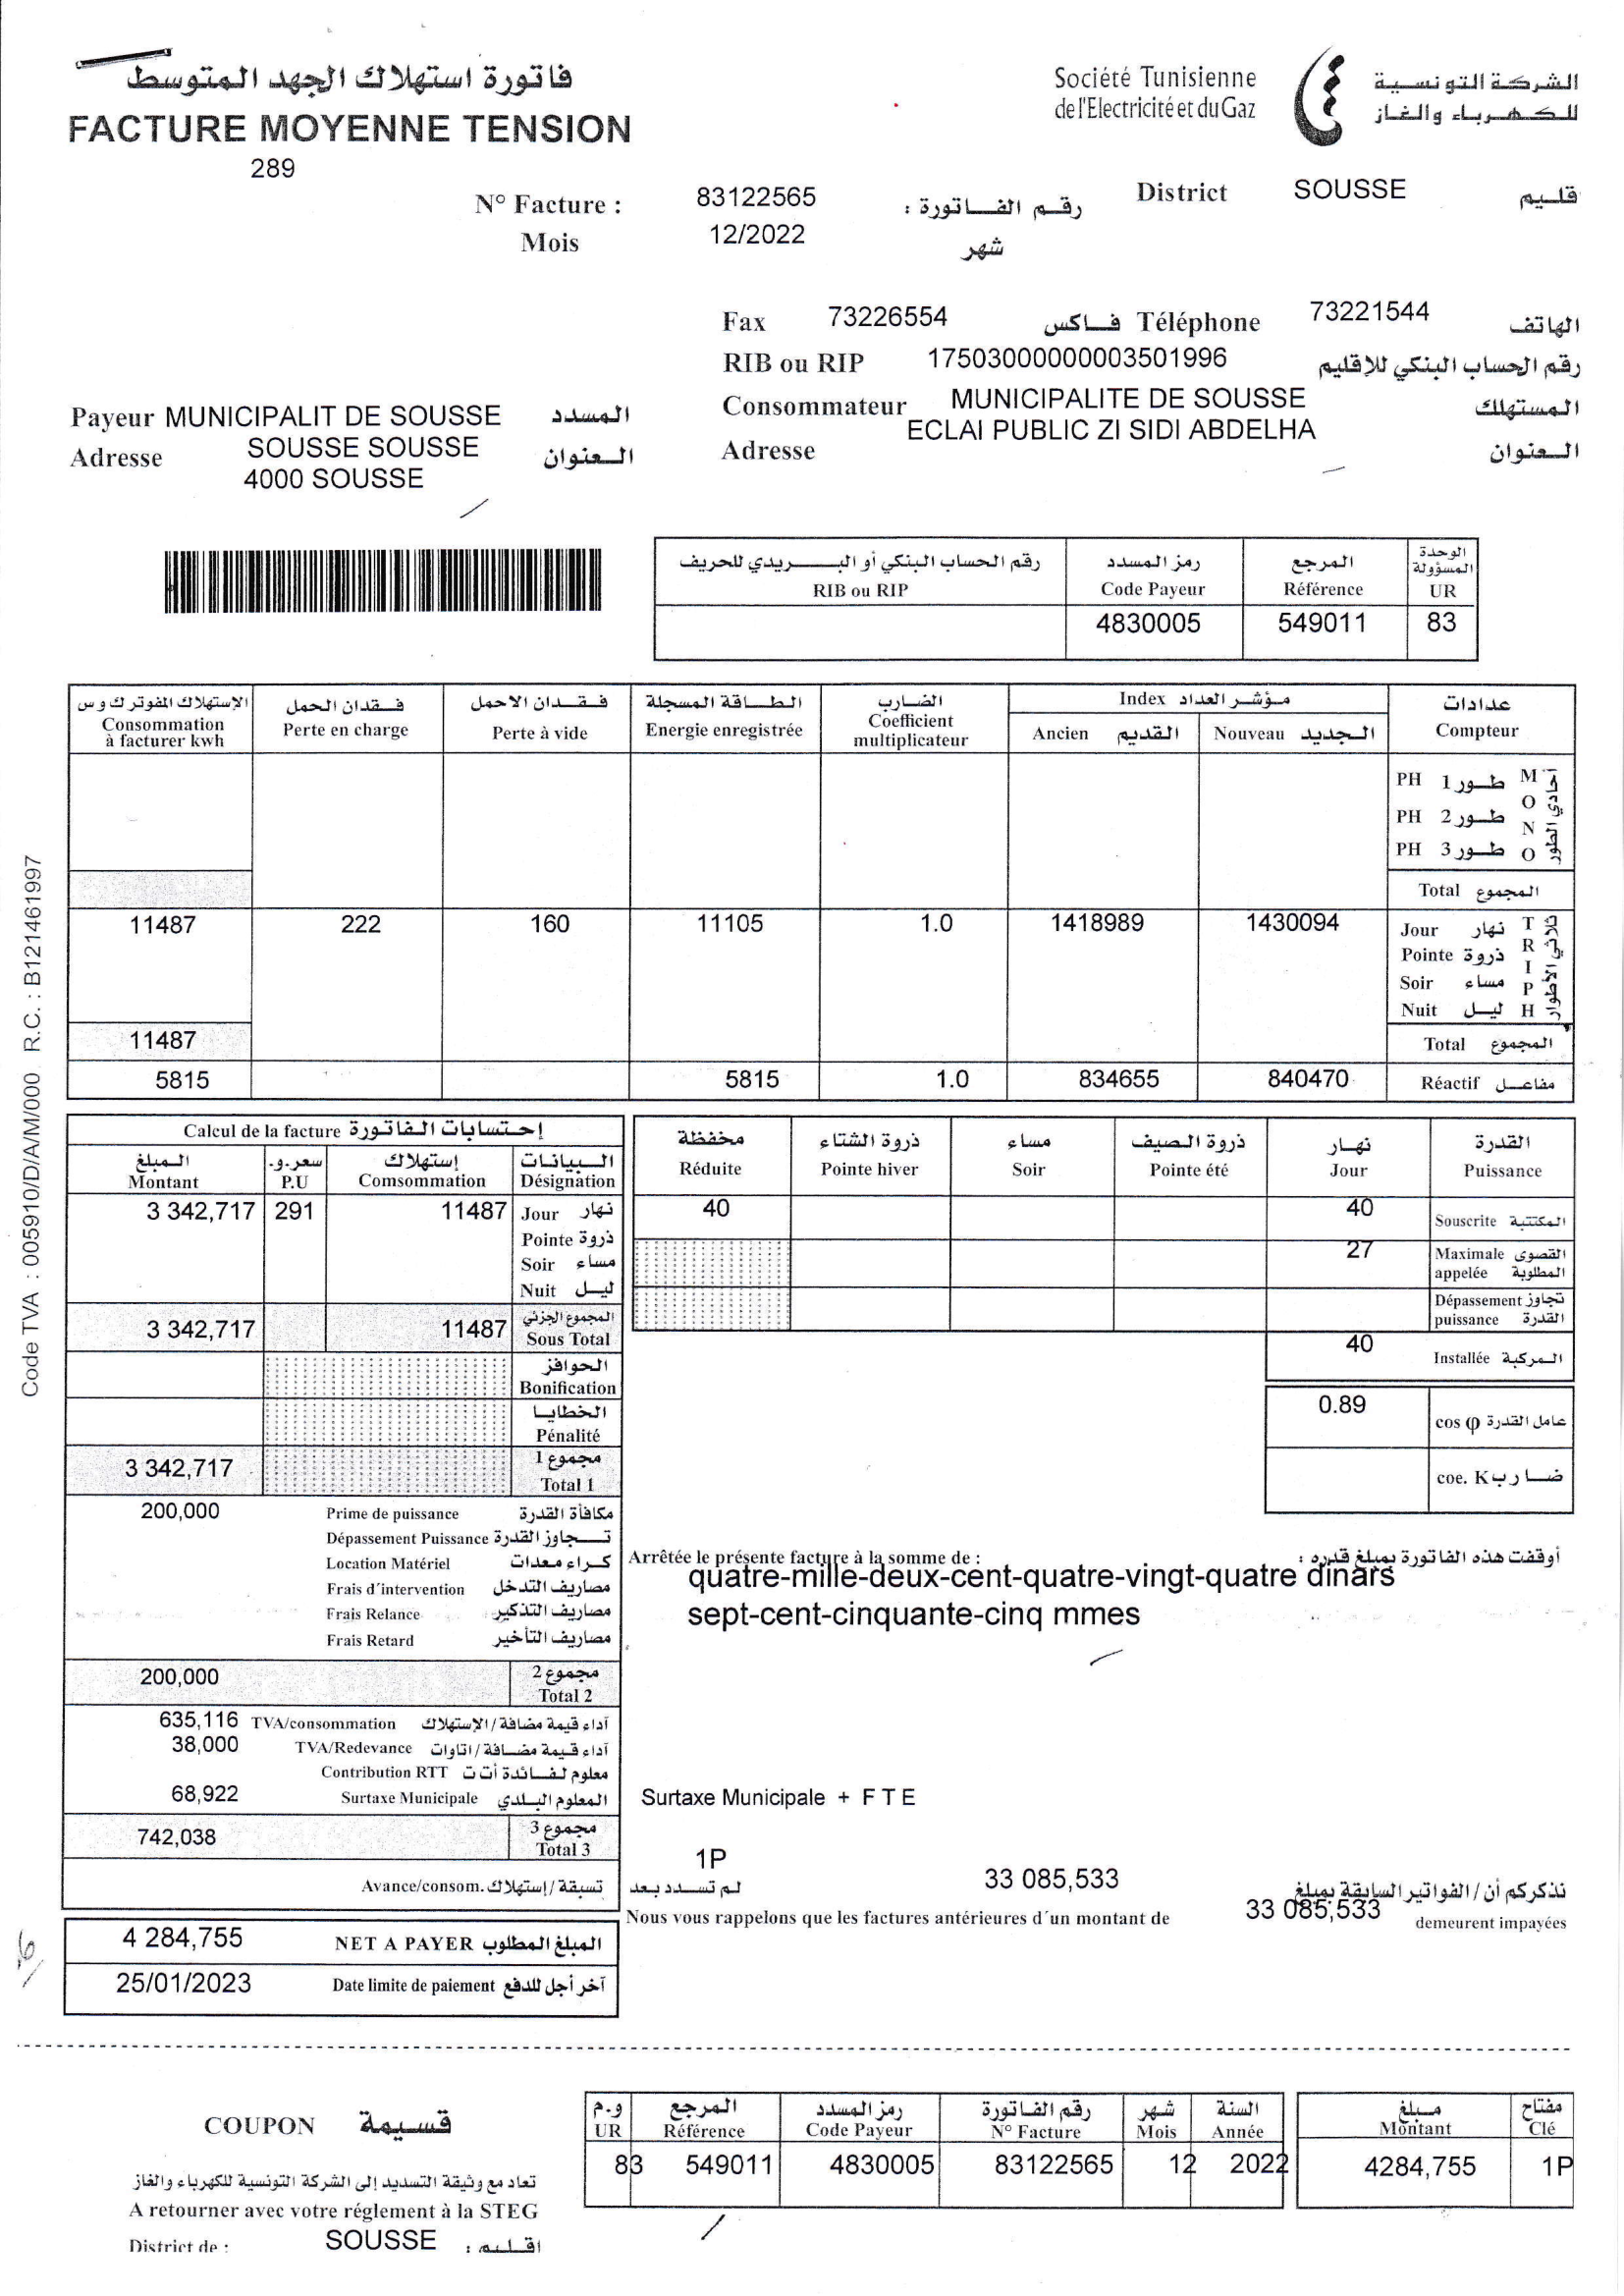 فاتورة استهلاك الجهد المتوسط
FACTURE MOYENNE TENSION
289
Société Tunisienne
de l'Electricité et du Gaz
الشركة التونسية
للكهرباء والغاز
N° Facture : 83122565 رقم الفاتورة :
Mois 12/2022 شهر
District SOUSSE
Fax 73226554 فاكس Téléphone 73221544 الهاتف
RIB ou RIP 17503000000003501996 رقم الحساب البنكي للاقليم
Consommateur MUNICIPALITE DE SOUSSE المستهلك
ECLAI PUBLIC ZI SIDI ABDELHA
Adresse العنوان
Payeur MUNICIPALIT DE SOUSSE المسدد
Adresse SOUSSE SOUSSE العنوان
4000 SOUSSE
رقم الحساب البنكي أو البريدي للحريف رمز المسدد المرجع الوحدة المسؤولة
RIB ou RIP Code Payeur Référence UR
4830005 549011 83
الإستهلاك المفوتر ك و س فقدان الحمل فقدان الاحمل الطاقة المسجلة الضارب Index مؤشر العداد عدادات
Consommation à facturer kwh Perte en charge Perte à vide Energie enregistrée Coefficient multiplicateur Ancien القديم Nouveau الجديد Compteur
MONO أحادي الطور
PH 1 طور
PH 2 طور
PH 3 طور
Total المجموع
11487 222 160 11105 1.0 1418989 1430094 Jour نهار
TRIPH ثلاثي الأطوار
Pointe ذروة
Soir مساء
Nuit ليل
11487 Total المجموع
5815 5815 1.0 834655 840470 Réactif مفاعل
Code TVA : 005910/D/A/M/000 R.C. : B121461997
Calcul de la facture إحتسابات الفاتورة
المبلغ سعر.و. إستهلاك البيانات
Montant P.U Comsommation Désignation
3 342,717 291 11487 Jour نهار
Pointe ذروة
Soir مساء
Nuit ليل
3 342,717 11487 المجموع الجزئي Sous Total
الحوافز
Bonification
الخطايا
Pénalité
3 342,717 مجموع 1 Total 1
200,000 Prime de puissance مكافأة القدرة
Dépassement Puissance تجاوز القدرة
Location Matériel كراء معدات
Frais d'intervention مصاريف التدخل
Frais Relance مصاريف التذكير
Frais Retard مصاريف التأخير
200,000 مجموع 2 Total 2
635,116 TVA/consommation آداء قيمة مضافة/الإستهلاك
38,000 TVA/Redevance آداء قيمة مضافة/اتاوات
Contribution RTT معلوم لفائدة أ ت ت
68,922 Surtaxe Municipale المعلوم البلدي
742,038 مجموع 3 Total 3
Avance/consom. تسبقة/إستهلاك
4 284,755 NET A PAYER المبلغ المطلوب
25/01/2023 Date limite de paiement آخر أجل للدفع
مخفظة ذروة الشتاء مساء ذروة الصيف نهار القدرة
Réduite Pointe hiver Soir Pointe été Jour Puissance
40 40 Souscrite المكتتبة
27 Maximale appelée القصوى المطلوبة
Dépassement puissance تجاوز القدرة
40 Installée المركبة
0.89 cos φ عامل القدرة
coe. K ضارب
Arrêtée le présente facture à la somme de : أوقفت هذه الفاتورة بمبلغ قدره :
quatre-mille-deux-cent-quatre-vingt-quatre dinars
sept-cent-cinquante-cinq mmes
Surtaxe Municipale + F T E
1P
لم تسدد بعد 33 085,533 نذكركم أن/الفواتير السابقة بمبلغ
Nous vous rappelons que les factures antérieures d'un montant de 33 085,533 demeurent impayées
COUPON قسيمة
تعاد مع وثيقة التسديد إلى الشركة التونسية للكهرباء والغاز
A retourner avec votre réglement à la STEG
District de : SOUSSE اقليم :
و.م المرجع رمز المسدد رقم الفاتورة شهر السنة مبلغ مفتاح
UR Référence Code Payeur N° Facture Mois Année Montant Clé
83 549011 4830005 83122565 12 2022 4284,755 1P